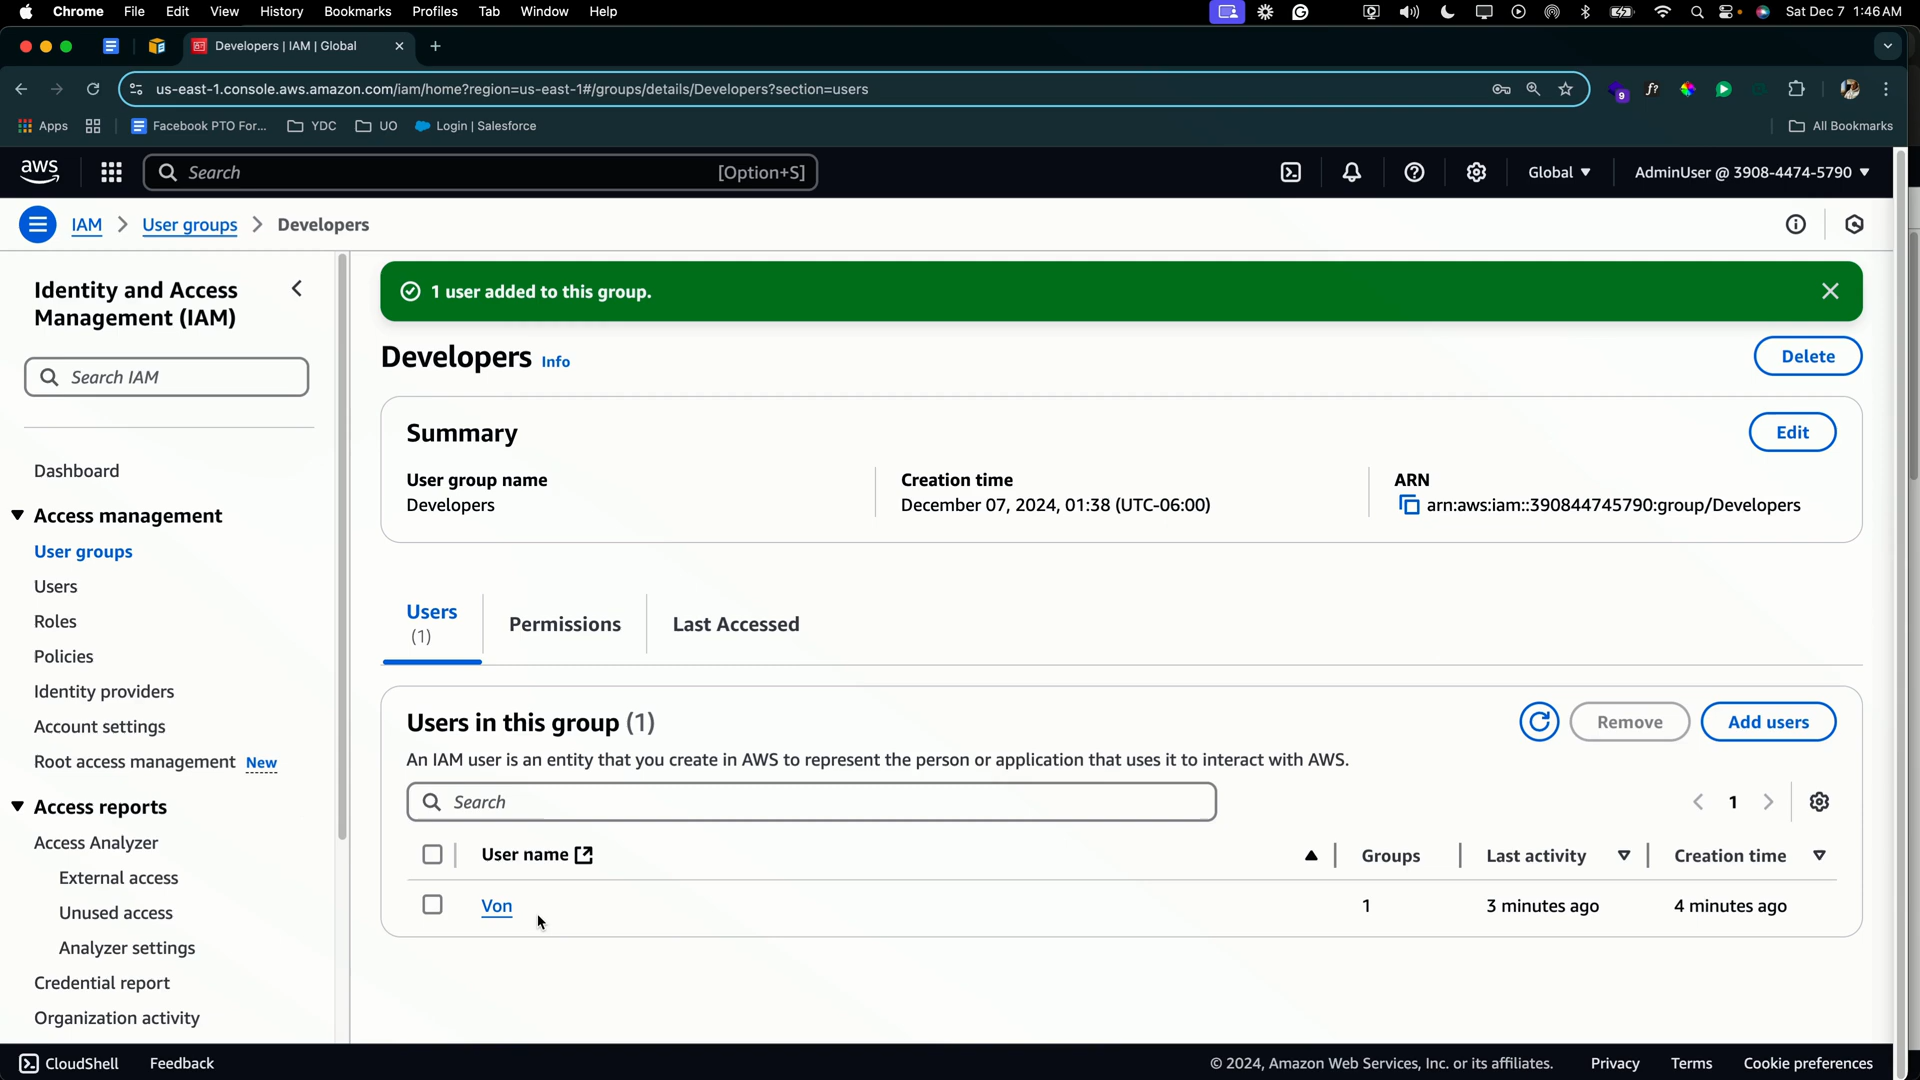 Chrome File Edit View History Bookmarks Profiles Tab Window Help Sat Dec 7 1:46 AM
Developers | IAM | Global
us-east-1.console.aws.amazon.com/iam/home?region=us-east-1#/groups/details/Developers?section=users
9 f?
Apps Facebook PTO For... YDC UO Login | Salesforce All Bookmarks
aws Search [Option+S] Global AdminUser @ 3908-4474-5790
IAM User groups Developers
Identity and Access
Management (IAM)
Search IAM
Dashboard
Access management
User groups
Users
Roles
Policies
Identity providers
Account settings
Root access management New
Access reports
Access Analyzer
External access
Unused access
Analyzer settings
Credential report
Organization activity
1 user added to this group.
Developers Info Delete
Summary Edit
User group name
Developers
Creation time
December 07, 2024, 01:38 (UTC-06:00)
ARN
arn:aws:iam::390844745790:group/Developers
Users
(1)
Permissions
Last Accessed
Users in this group (1) Remove Add users
An IAM user is an entity that you create in AWS to represent the person or application that uses it to interact with AWS.
Search 1
User name Groups Last activity Creation time
Von 1 3 minutes ago 4 minutes ago
CloudShell Feedback © 2024, Amazon Web Services, Inc. or its affiliates. Privacy Terms Cookie preferences